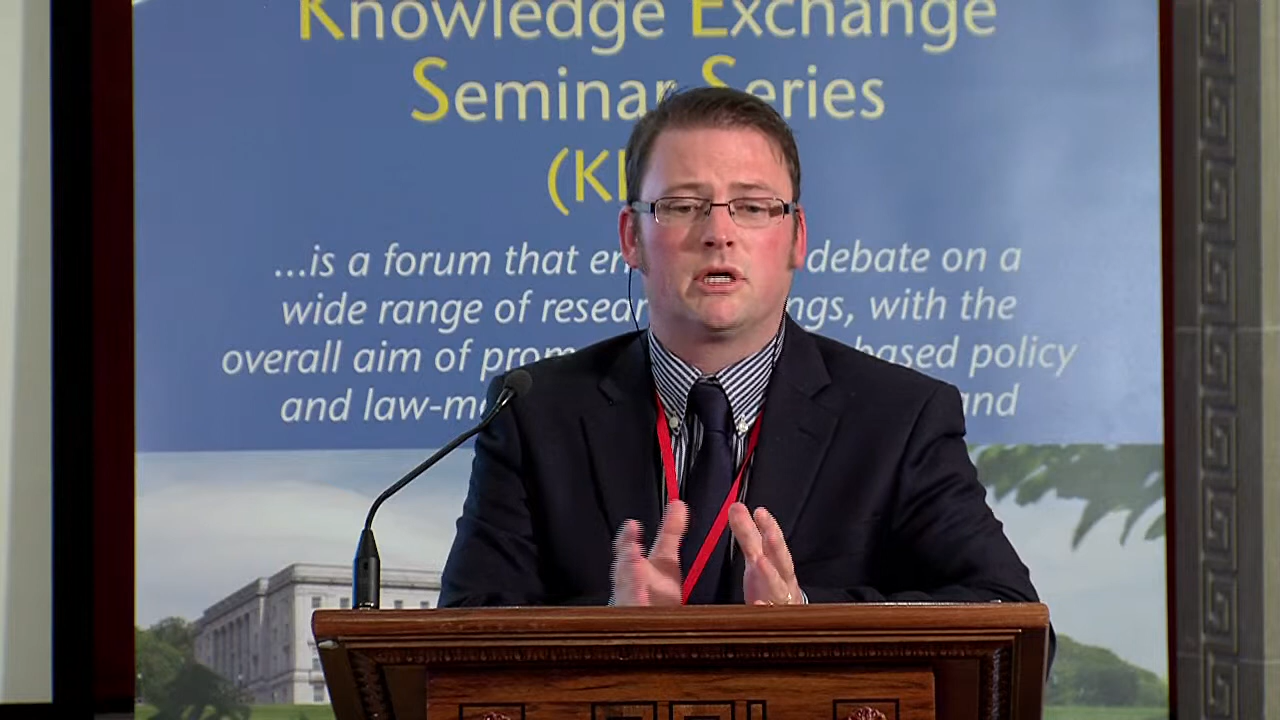 Knowledge Exchange
Seminar Series
(K
...is a forum that en debate on a
wide range of resear ngs, with the
overall aim of prom based policy
and law-m and